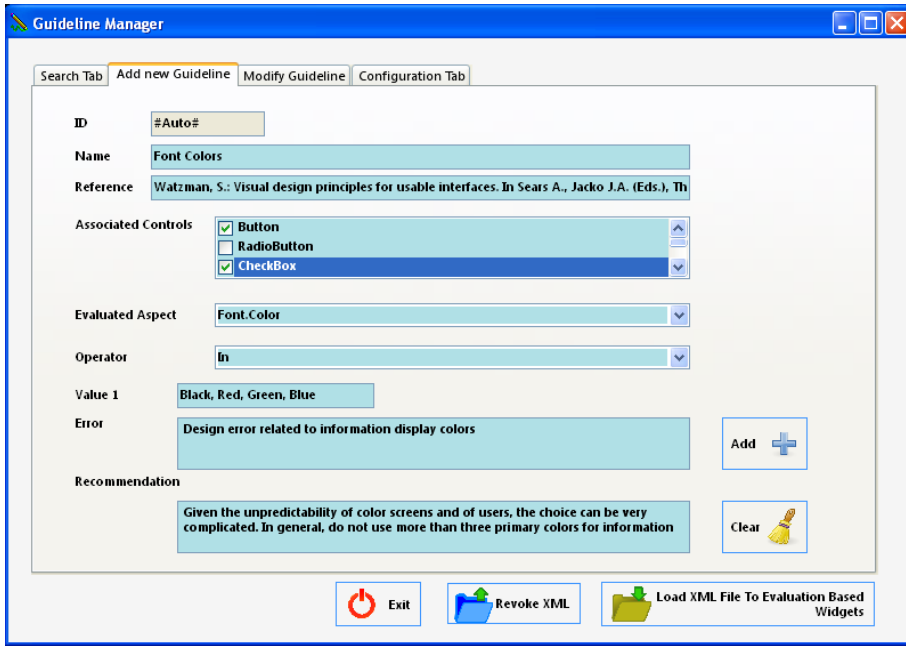 Guideline Manager
Search Tab Add new Guideline Modify Guideline Configuration Tab
ID #Auto#
Name Font Colors
Reference Watzman, S.: Visual design principles for usable interfaces. In Sears A., Jacko J.A. (Eds.), Th
Associated Controls Button
RadioButton
CheckBox
Evaluated Aspect Font.Color
Operator In
Value 1 Black, Red, Green, Blue
Error Design error related to information display colors
Add
Recommendation
Given the unpredictability of color screens and of users, the choice can be very
complicated. In general, do not use more than three primary colors for information
Clear
Exit Revoke XML Load XML File To Evaluation Based
Widgets